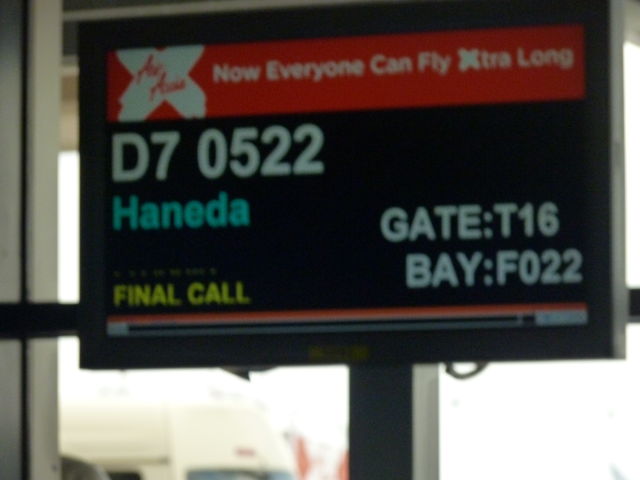 Air Asia X Now Everyone Can Fly Xtra Long
D7 0522
Haneda
GATE:T16
BAY:F022
FINAL CALL